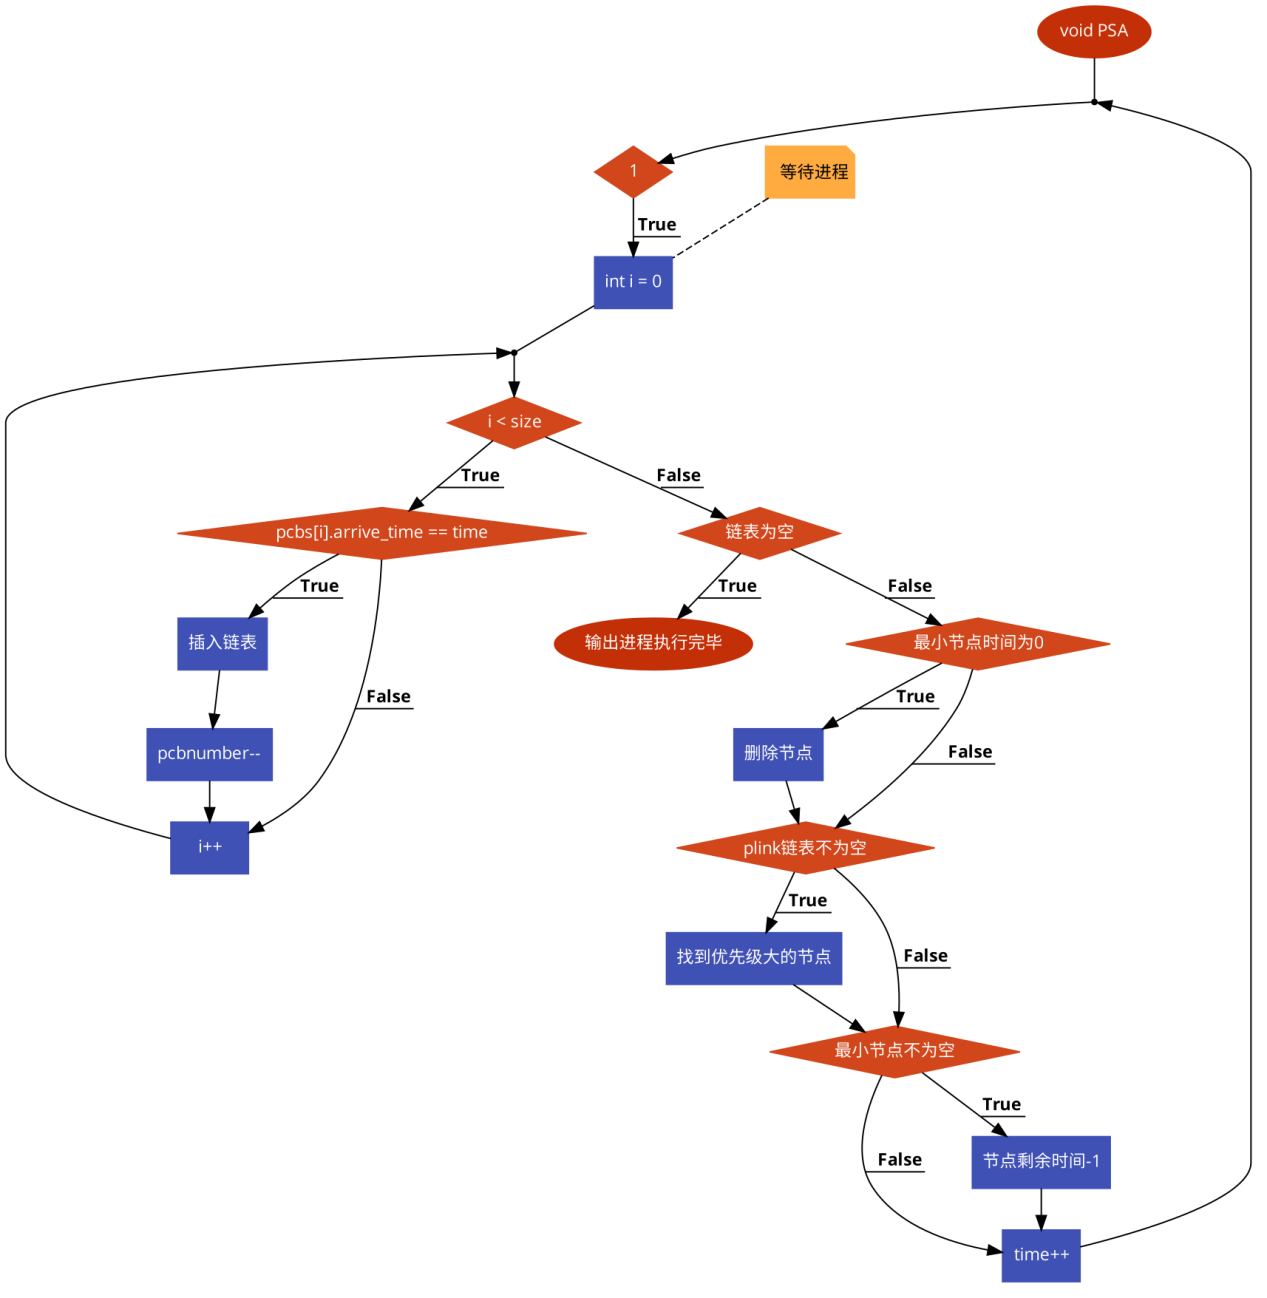 void PSA
1
等待进程
True
int i = 0
i < size
True
False
pcbs[i].arrive_time == time
链表为空
True
True
False
插入链表
输出进程执行完毕
最小节点时间为0
False
True
pcbnumber--
删除节点
False
i++
plink链表不为空
True
找到优先级大的节点
False
最小节点不为空
True
False
节点剩余时间-1
time++